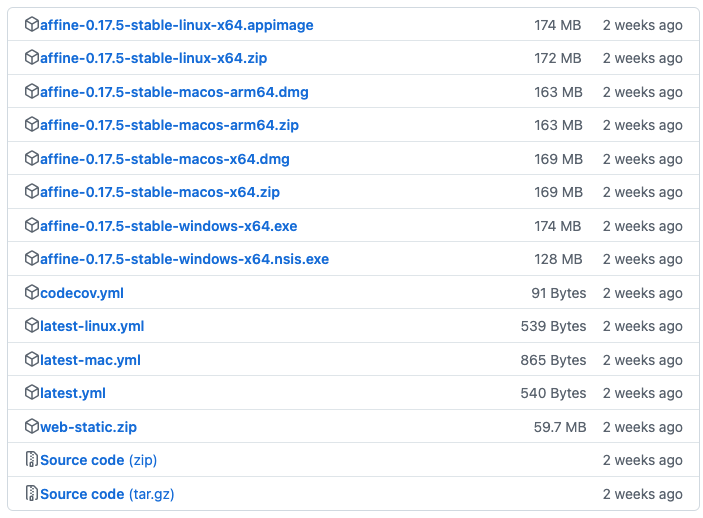 affine-0.17.5-stable-linux-x64.appimage 174 MB 2 weeks ago
affine-0.17.5-stable-linux-x64.zip 172 MB 2 weeks ago
affine-0.17.5-stable-macos-arm64.dmg 163 MB 2 weeks ago
affine-0.17.5-stable-macos-arm64.zip 163 MB 2 weeks ago
affine-0.17.5-stable-macos-x64.dmg 169 MB 2 weeks ago
affine-0.17.5-stable-macos-x64.zip 169 MB 2 weeks ago
affine-0.17.5-stable-windows-x64.exe 174 MB 2 weeks ago
affine-0.17.5-stable-windows-x64.nsis.exe 128 MB 2 weeks ago
codecov.yml 91 Bytes 2 weeks ago
latest-linux.yml 539 Bytes 2 weeks ago
latest-mac.yml 865 Bytes 2 weeks ago
latest.yml 540 Bytes 2 weeks ago
web-static.zip 59.7 MB 2 weeks ago
Source code (zip) 2 weeks ago
Source code (tar.gz) 2 weeks ago